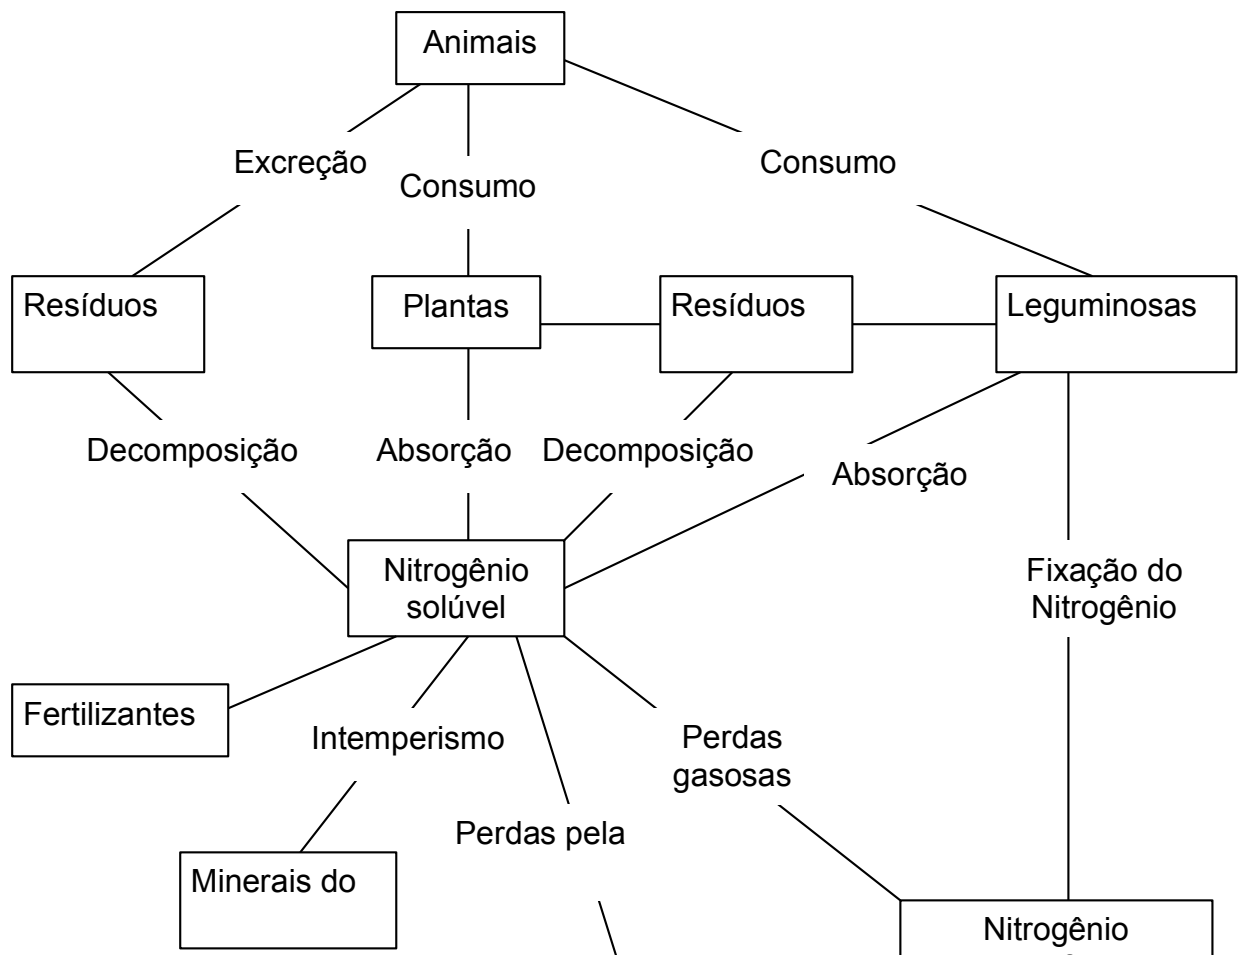 Animais
Excreção
Consumo
Consumo
Resíduos
Plantas
Resíduos
Leguminosas
Decomposição
Absorção
Decomposição
Absorção
Nitrogênio
solúvel
Fixação do
Nitrogênio
Fertilizantes
Intemperismo
Perdas
gasosas
Perdas pela
Minerais do
Nitrogênio